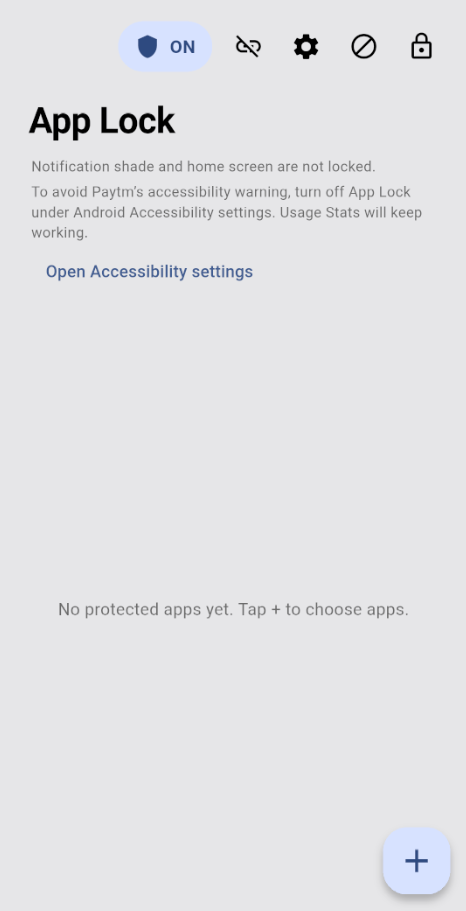 ON
App Lock
Notification shade and home screen are not locked.
To avoid Paytm's accessibility warning, turn off App Lock
under Android Accessibility settings. Usage Stats will keep
working.
Open Accessibility settings
No protected apps yet. Tap + to choose apps.